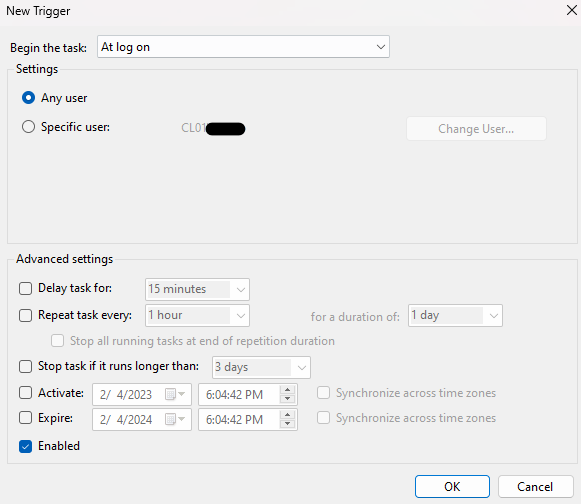 New Trigger
Begin the task: At log on
Settings
Any user
Specific user: CL01
Change User...
Advanced settings
Delay task for: 15 minutes
Repeat task every: 1 hour for a duration of: 1 day
Stop all running tasks at end of repetition duration
Stop task if it runs longer than: 3 days
Activate: 2/ 4/2023 6:04:42 PM Synchronize across time zones
Expire: 2/ 4/2024 6:04:42 PM Synchronize across time zones
Enabled
OK Cancel